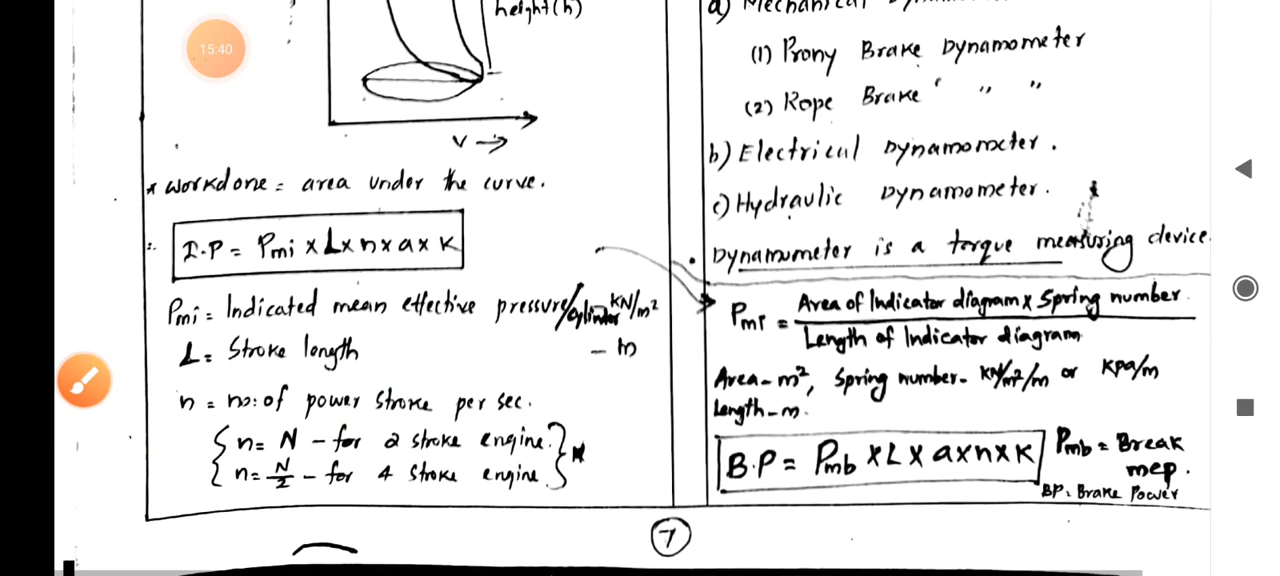 height(h)
15:40
V →
* workdone = area under the curve.
∴ I.P = Pmi × L × n × a × K
Pmi = Indicated mean effective pressure/cylinder KN/m²
L = Stroke length - m
n = no: of power stroke per sec.
{ n = N - for 2 stroke engine. }
{ n = N/2 - for 4 stroke engine. } *
a) Mechanical Dynamometer
(1) Prony Brake Dynamometer
(2) Rope Brake " "
b) Electrical Dynamometer.
c) Hydraulic Dynamometer.
• Dynamometer is a torque measuring device.
Pmi = Area of Indicator diagram × Spring number
Length of Indicator diagram
Area - m², Spring number - KN/m²/m or Kpa/m
Length - m.
B.P = Pmb × L × a × n × K Pmb = Break
mep.
BP = Brake Power
7